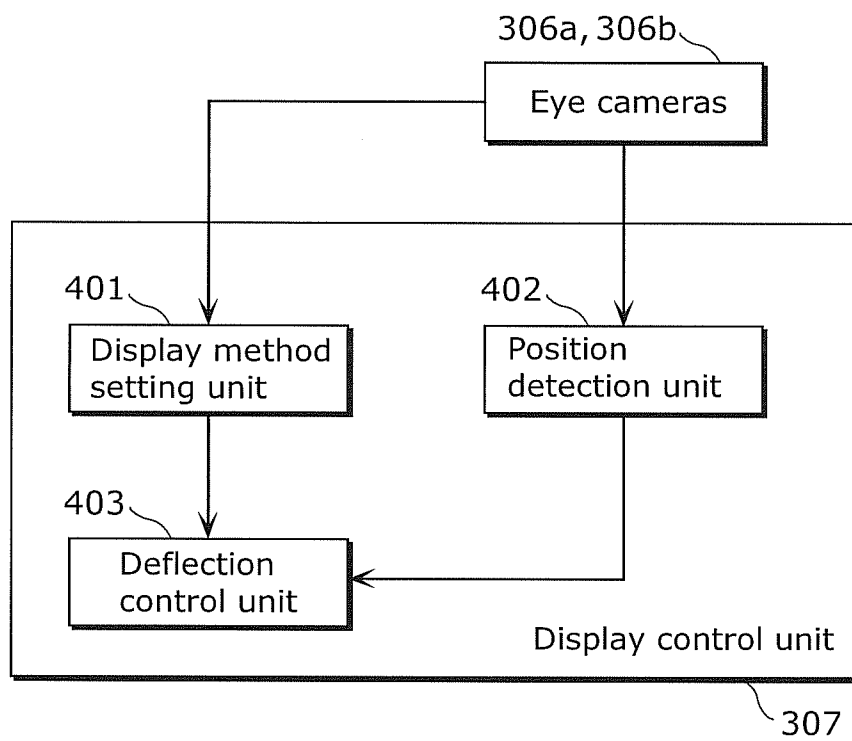 306a, 306b
Eye cameras
401
Display method
setting unit
402
Position
detection unit
403
Deflection
control unit
Display control unit
307